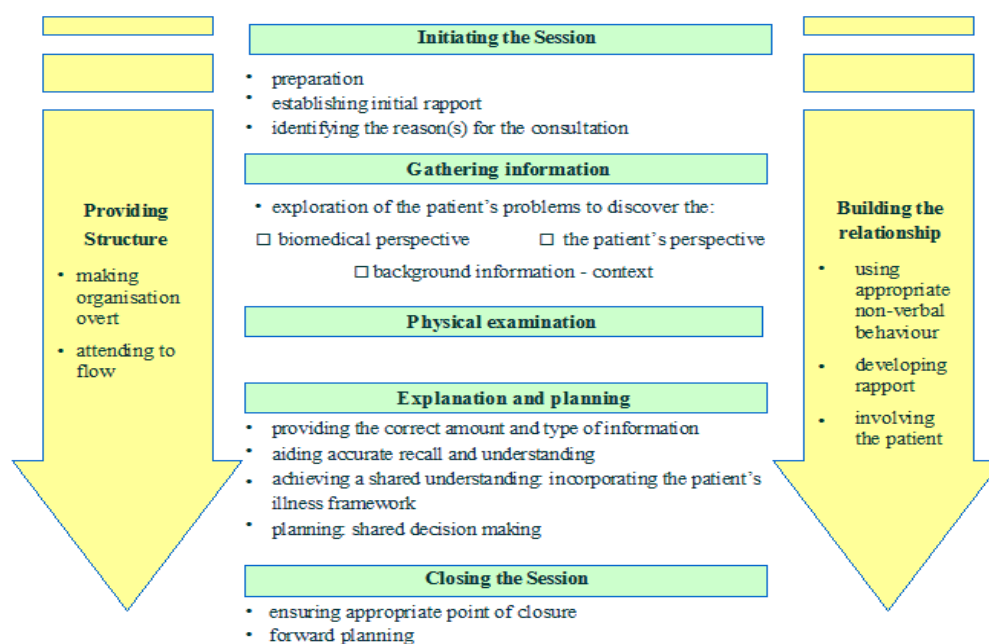 Initiating the Session
• preparation
• establishing initial rapport
• identifying the reason(s) for the consultation
Gathering information
• exploration of the patient's problems to discover the:
☐ biomedical perspective ☐ the patient's perspective
☐ background information - context
Physical examination
Explanation and planning
• providing the correct amount and type of information
• aiding accurate recall and understanding
• achieving a shared understanding: incorporating the patient's
illness framework
• planning: shared decision making
Closing the Session
• ensuring appropriate point of closure
• forward planning
Providing
Structure
• making
organisation
overt
• attending to
flow
Building the
relationship
• using
appropriate
non-verbal
behaviour
• developing
rapport
• involving
the patient